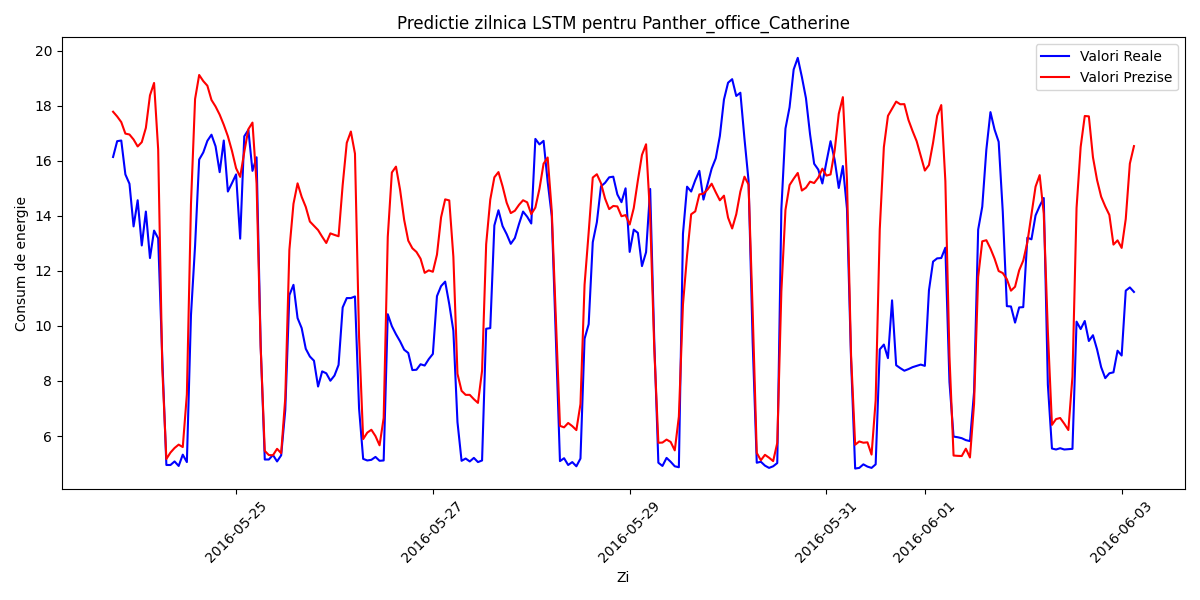 Predictie zilnica LSTM pentru Panther_office_Catherine
Valori Reale
Valori Prezise
Consum de energie
20
18
16
14
12
10
8
6
2016-05-25
2016-05-27
2016-05-29
2016-05-31
2016-06-01
2016-06-03
Zi